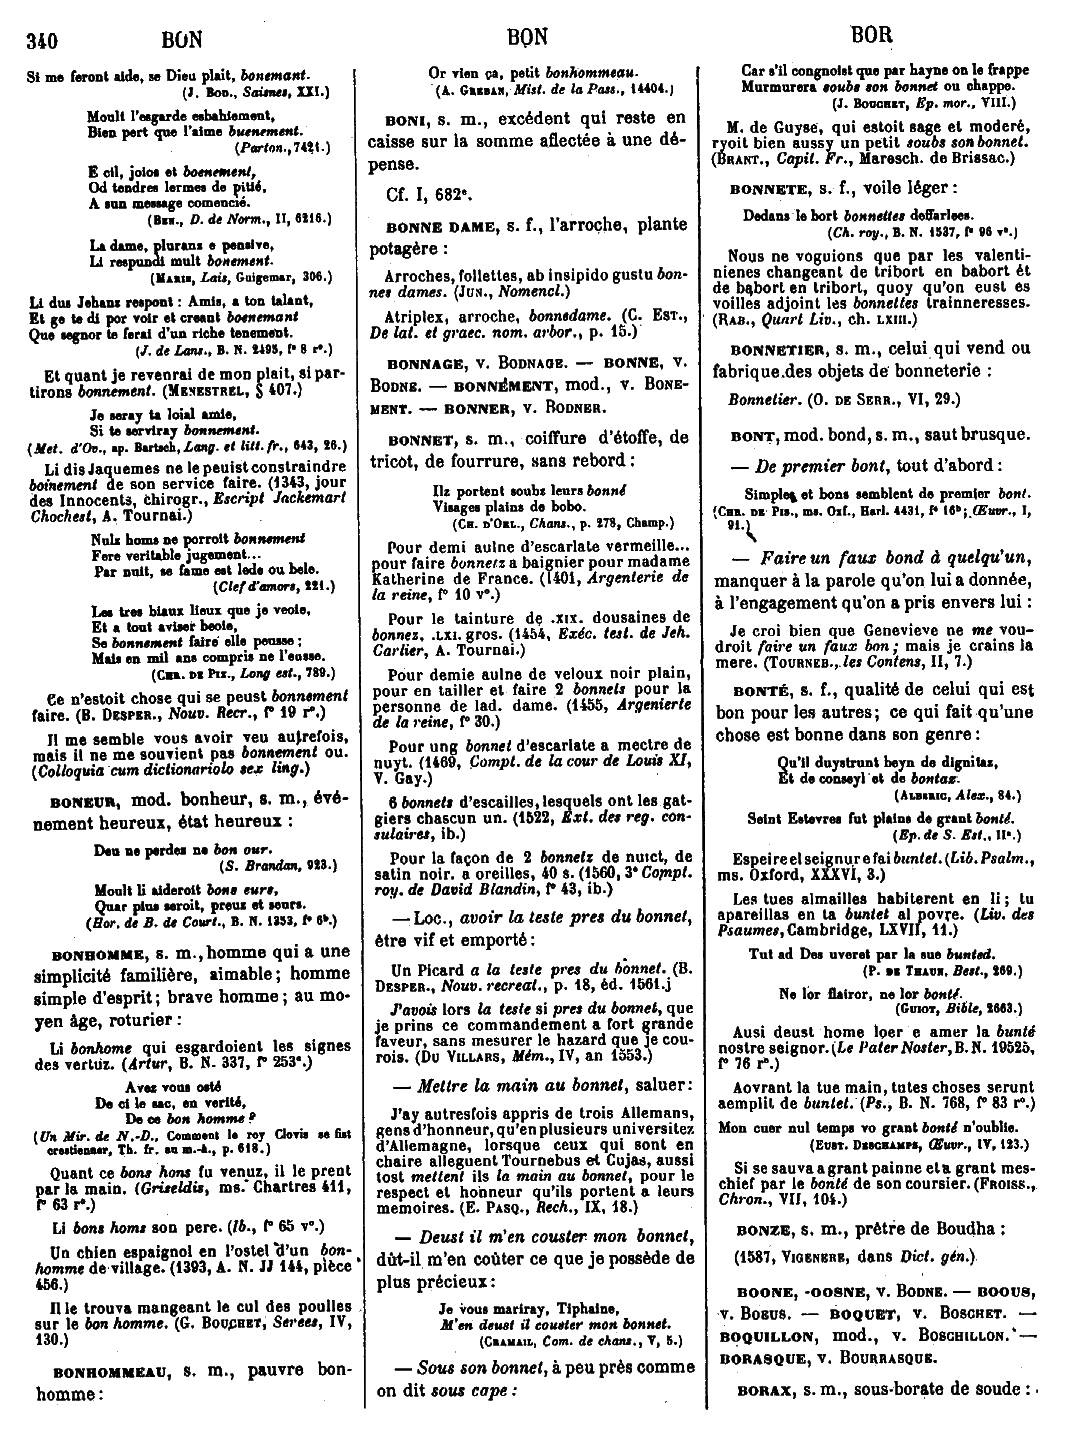 340 BON BON BOR
Si me feront aide, se Dieu plait, bonemant.
(J. Bod., Saisnes, XXI.)
Moult l'esgarde esbahiement,
Bien pert que l'aime buenement.
(Parton., 7421.)
E cil, joios et boenement,
Od tendres lermes de pitié,
A sun message comencié.
(Ben., D. de Norm., II, 6216.)
La dame, plurans e pensive,
Li respundi mult bonement.
(Marie, Lais, Guigemar, 306.)
Li dus Jehans respont : Amis, a ton talant,
Et ge te di por voir et creant boenemant
Que segnor te ferai d'un riche tenement.
(J. de Lans., B. N. 2495, f° 8 r°.)
Et quant je revenrai de mon plait, si par-
tirons bonnement. (Menestrel, § 407.)
Je seray ta loial amie,
Si te serviray bonnement.
(Met. d'Ov., ap. Bartsch, Lang. et litt. fr., 643, 26.)
Li dis Jaquemes ne le peuist constraindre
boinement de son service faire. (1343, jour
des Innocents, chirogr., Escript Jackemart
Chochest, A. Tournai.)
Nulz homs ne porroit bonnement
Fere veritable jugement...
Par nuit, se fame est lede ou bele.
(Clef d'amors, 221.)
Les tres biaux lieux que je veoie,
Et a tout aviser beoie,
Se bonnement faire elle peusse ;
Mais en mil ans compris ne l'eusse.
(Chr. de Pis., Long est., 789.)
Ce n'estoit chose qui se peust bonnement
faire. (B. Desper., Nouv. Recr., f° 19 r°.)
Il me semble vous avoir veu autrefois,
mais il ne me souvient pas bonnement ou.
(Colloquia cum dictionariolo sex ling.)
BONEUR, mod. bonheur, s. m., évé-
nement heureux, état heureux :
Deu ne perdes ne bon our.
(S. Brandan, 923.)
Moult li aideroit bons eurs,
Quar plus seroit, preus et seurs.
(Hor. de B. de Court., B. N. 1353, f° 6b.)
BONHOMME, s. m., homme qui a une
simplicité familière, aimable ; homme
simple d'esprit ; brave homme ; au mo-
yen âge, roturier :
Li bonhome qui esgardoient les signes
des vertuz. (Artur, B. N. 337, f° 253a.)
Avez vous osté
De ci le sac, en verité,
De ce bon homme ?
(Un Mir. de N.-D., Comment le roy Clovis se fist
crestienner, Th. fr. au m.-â., p. 618.)
Quant ce bons hons fu venuz, il le prent
par la main. (Griseldis, ms. Chartres 411,
f° 63 r°.)
Li bons homs son pere. (Ib., f° 65 v°.)
Un chien espaignol en l'ostel d'un bon-
homme de village. (1393, A. N. JJ 144, pièce
456.)
Il le trouva mangeant le cul des poulles
sur le bon homme. (G. Bouchet, Serees, IV,
130.)
BONHOMMEAU, s. m., pauvre bon-
homme :
Or vien ça, petit bonhommeau.
(A. Greban, Mist. de la Pass., 14404.)
BONI, s. m., excédent qui reste en
caisse sur la somme affectée à une dé-
pense.
Cf. I, 682c.
BONNE DAME, s. f., l'arroche, plante
potagère :
Arroches, follettes, ab insipido gustu bon-
nes dames. (Jun., Nomencl.)
Atriplex, arroche, bonnedame. (C. Est.,
De lat. et graec. nom. arbor., p. 15.)
BONNAGE, v. Bodnage. — BONNE, v.
Bodne. — BONNÉMENT, mod., v. Bone-
ment. — BONNER, v. Bodner.
BONNET, s. m., coiffure d'étoffe, de
tricot, de fourrure, sans rebord :
Ilz portent soubz leurs bonné
Visages plains de bobo.
(Ch. d'Orl., Chans., p. 278, Champ.)
Pour demi aulne d'escarlate vermeille...
pour faire bonnetz a baignier pour madame
Katherine de France. (1401, Argenterie de
la reine, f° 10 v°.)
Pour le tainture de .xix. dousaines de
bonnez, .lxi. gros. (1454, Exéc. test. de Jeh.
Carlier, A. Tournai.)
Pour demie aulne de veloux noir plain,
pour en tailler et faire 2 bonnets pour la
personne de lad. dame. (1455, Argenterie
de la reine, f° 30.)
Pour ung bonnet d'escarlate a mectre de
nuyt. (1469, Compt. de la cour de Louis XI,
V. Gay.)
6 bonnets d'escailles, lesquels ont les gat-
giers chascun un. (1522, Ext. des reg. con-
sulaires, ib.)
Pour la façon de 2 bonnetz de nuict, de
satin noir. a oreilles, 40 s. (1560, 3e Compt.
roy. de David Blandin, f° 43, ib.)
— Loc., avoir la teste pres du bonnet,
être vif et emporté :
Un Picard a la teste pres du bonnet. (B.
Desper., Nouv. recreat., p. 18, éd. 1561.)
J'avois lors la teste si pres du bonnet, que
je prins ce commandement a fort grande
faveur, sans mesurer le hazard que je cou-
rois. (Du Villars, Mém., IV, an 1553.)
— Mettre la main au bonnet, saluer :
J'ay autresfois appris de trois Allemans,
gens d'honneur, qu'en plusieurs universitez
d'Allemagne, lorsque ceux qui sont en
chaire alleguent Tournebus et Cujas, aussi
tost mettent ils la main au bonnet, pour le
respect et honneur qu'ils portent a leurs
memoires. (E. Pasq., Rech., IX, 18.)
— Deust il m'en couster mon bonnet,
dût-il m'en coûter ce que je possède de
plus précieux :
Je vous mariray, Tiphaine,
M'en deust il couster mon bonnet.
(Cramail, Com. de chans., V, 5.)
— Sous son bonnet, à peu près comme
on dit sous cape :
Car s'il congnoist que par hayne on le frappe
Murmurera soubs son bonnet ou chappe.
(J. Bouchet, Ep. mor., VIII.)
M. de Guyse, qui estoit sage et moderé,
ryoit bien aussy un petit soubs son bonnet.
(Brant., Capit. Fr., Maresch. de Brissac.)
BONNETE, s. f., voile léger :
Dedans le bort bonnettes deffarlees.
(Ch. roy., B. N. 1537, f° 96 v°.)
Nous ne voguions que par les valenti-
nienes changeant de tribort en babort et
de babort en tribort, quoy qu'on eust es
voilles adjoint les bonnettes trainneresses.
(Rab., Quart Liv., ch. lxiii.)
BONNETIER, s. m., celui qui vend ou
fabrique des objets de bonneterie :
Bonnetier. (O. de Serr., VI, 29.)
BONT, mod. bond, s. m., saut brusque.
— De premier bont, tout d'abord :
Simples et bons semblent de premier bont.
(Chr. de Pis., ms. Oxf., Harl. 4431, f° 16b ; Œuvr., I,
91.)
— Faire un faux bond à quelqu'un,
manquer à la parole qu'on lui a donnée,
à l'engagement qu'on a pris envers lui :
Je croi bien que Genevieve ne me vou-
droit faire un faux bon ; mais je crains la
mere. (Tourneb., les Contens, II, 7.)
BONTÉ, s. f., qualité de celui qui est
bon pour les autres ; ce qui fait qu'une
chose est bonne dans son genre :
Qu'il duystrunt beyn de dignitaz,
Et de conseyl et de bontaz.
(Alberic, Alex., 84.)
Seint Estevres fut plains de grant bonté.
(Ep. de S. Est., IIe.)
Espeire el seignur e fai buntet. (Lib. Psalm.,
ms. Oxford, XXXVI, 3.)
Les tues almailles habiterent en li ; tu
apareillas en ta buntet al povre. (Liv. des
Psaumes, Cambridge, LXVII, 11.)
Tut ad Des uveret par la sue bunted.
(P. de Thaun, Best., 269.)
Ne lor flairor, ne lor bonté.
(Guiot, Bible, 2663.)
Ausi deust home loer e amer la bunté
nostre seignor. (Le Pater Noster, B. N. 19525,
f° 76 r°.)
Aovrant la tue main, tutes choses serunt
aemplit de buntet. (Ps., B. N. 768, f° 83 r°.)
Mon cuer nul temps vo grant bonté n'oublie.
(Eust. Deschamps, Œuvr., IV, 123.)
Si se sauva a grant painne et a grant mes-
chief par le bonté de son coursier. (Froiss.,
Chron., VII, 104.)
BONZE, s. m., prêtre de Boudha :
(1587, Vigenere, dans Dict. gén.)
BOONE, -OOSNE, v. Bodne. — BOOUS,
v. Bobus. — BOQUET, v. Boschet. —
BOQUILLON, mod., v. Boschillon. —
BORASQUE, v. Bourrasque.
BORAX, s. m., sous-borate de soude :